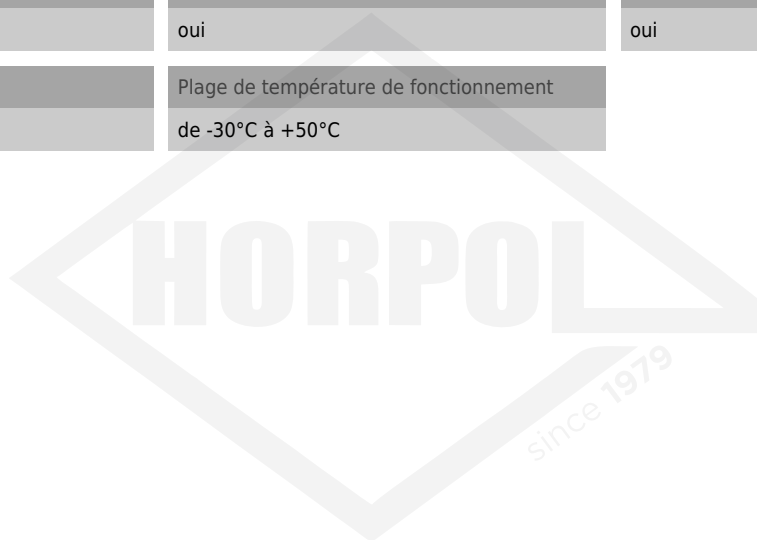 oui
oui
Plage de température de fonctionnement
de -30°C à +50°C
HORPOL
since 1979